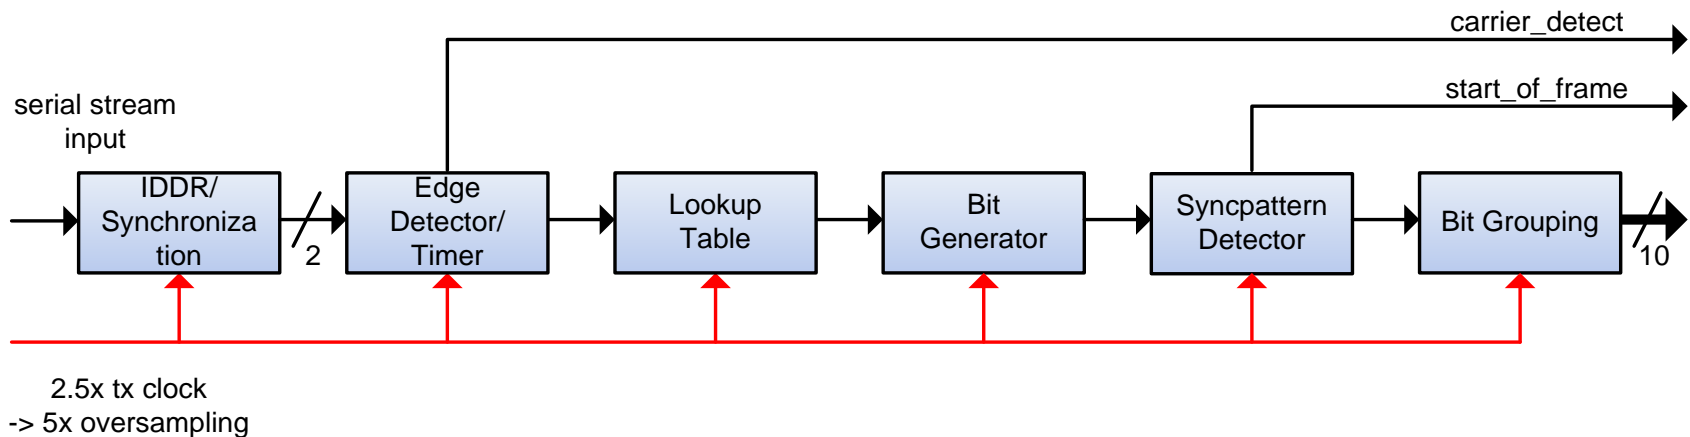 carrier_detect
start_of_frame
serial stream
input
IDDR/
Synchroniza
tion
2
Edge
Detector/
Timer
Lookup
Table
Bit
Generator
Syncpattern
Detector
Bit Grouping
10
2.5x tx clock
-> 5x oversampling